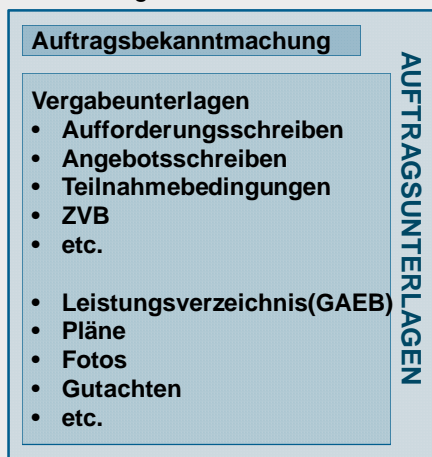 Auftragsbekanntmachung
Vergabeunterlagen
• Aufforderungsschreiben
• Angebotsschreiben
• Teilnahmebedingungen
• ZVB
• etc.
• Leistungsverzeichnis(GAEB)
• Pläne
• Fotos
• Gutachten
• etc.
AUFTRAGSUNTERLAGEN